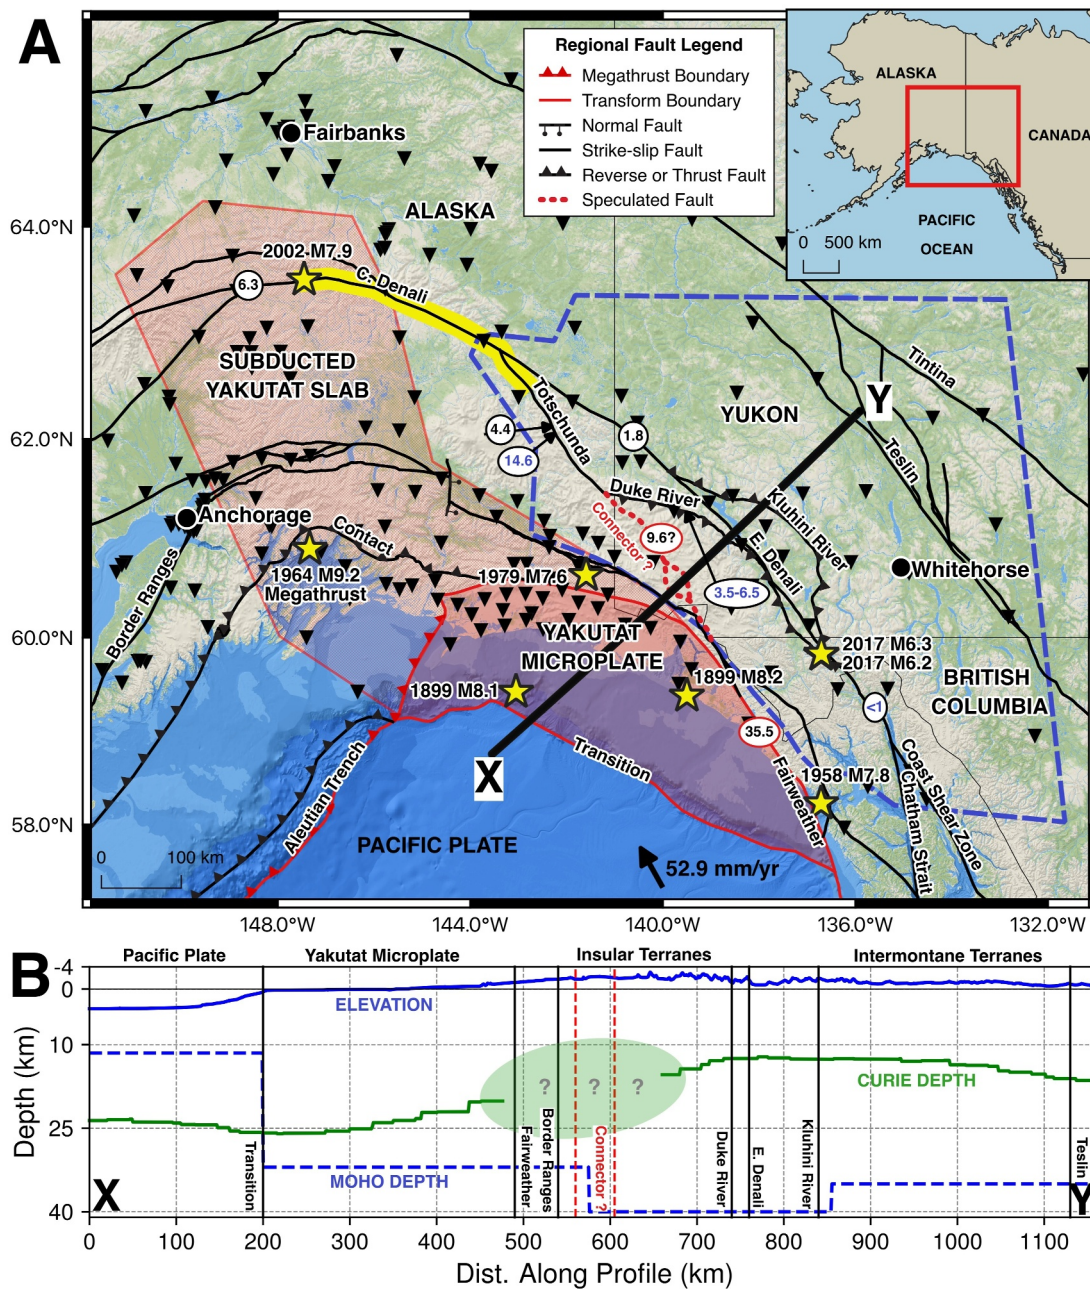 A
Regional Fault Legend
Megathrust Boundary
Transform Boundary
Normal Fault
Strike-slip Fault
Reverse or Thrust Fault
Speculated Fault
ALASKA
CANADA
PACIFIC
OCEAN
0 500 km
Fairbanks
ALASKA
64.0°N
2002 M7.9
C. Denali
6.3
SUBDUCTED
YAKUTAT SLAB
Tintina
YUKON
Y
Totschunda
62.0°N
4.4
1.8
14.6
Teslin
Duke River
Kluhini River
Anchorage
Contact
Connector ?
9.6?
E. Denali
1964 M9.2
Megathrust
1979 M7.6
Whitehorse
3.5-6.5
Border Ranges
60.0°N
YAKUTAT
MICROPLATE
2017 M6.3
2017 M6.2
1899 M8.1
1899 M8.2
BRITISH
COLUMBIA
<1
35.5
X
Transition
Fairweather
1958 M7.8
Coast Shear Zone
Chatham Strait
Aleutian Trench
58.0°N
PACIFIC PLATE
0 100 km
52.9 mm/yr
148.0°W 144.0°W 140.0°W 136.0°W 132.0°W
B
Pacific Plate Yakutat Microplate Insular Terranes Intermontane Terranes
-4
0
10
25
40
Depth (km)
ELEVATION
CURIE DEPTH
MOHO DEPTH
? ? ?
Transition
Fairweather
Border Ranges
Connector ?
Duke River
E. Denali
Kluhini River
Teslin
X
Y
0 100 200 300 400 500 600 700 800 900 1000 1100
Dist. Along Profile (km)